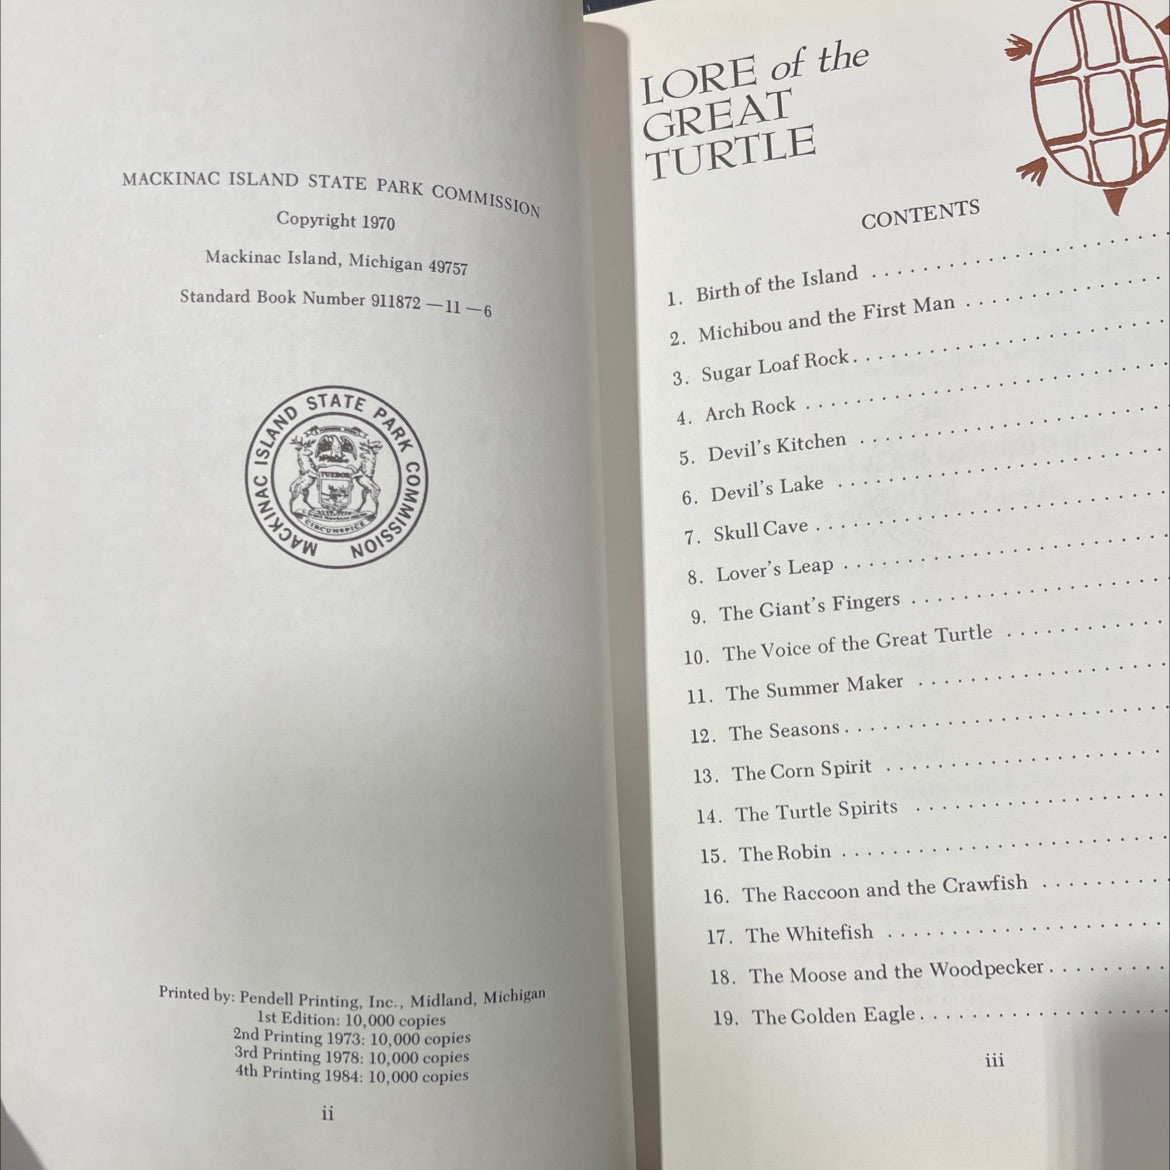 MACKINAC ISLAND STATE PARK COMMISSION
Copyright 1970
Mackinac Island, Michigan 49757
Standard Book Number 911872 —11 —6
MACKINAC ISLAND STATE PARK COMMISSION
TUEBOR
CIRCUMSPICE
Printed by: Pendell Printing, Inc., Midland, Michigan
1st Edition: 10,000 copies
2nd Printing 1973: 10,000 copies
3rd Printing 1978: 10,000 copies
4th Printing 1984: 10,000 copies
ii
LORE of the
GREAT
TURTLE
CONTENTS
1. Birth of the Island
2. Michibou and the First Man
3. Sugar Loaf Rock
4. Arch Rock
5. Devil's Kitchen
6. Devil's Lake
7. Skull Cave
8. Lover's Leap
9. The Giant's Fingers
10. The Voice of the Great Turtle
11. The Summer Maker
12. The Seasons
13. The Corn Spirit
14. The Turtle Spirits
15. The Robin
16. The Raccoon and the Crawfish
17. The Whitefish
18. The Moose and the Woodpecker
19. The Golden Eagle
iii